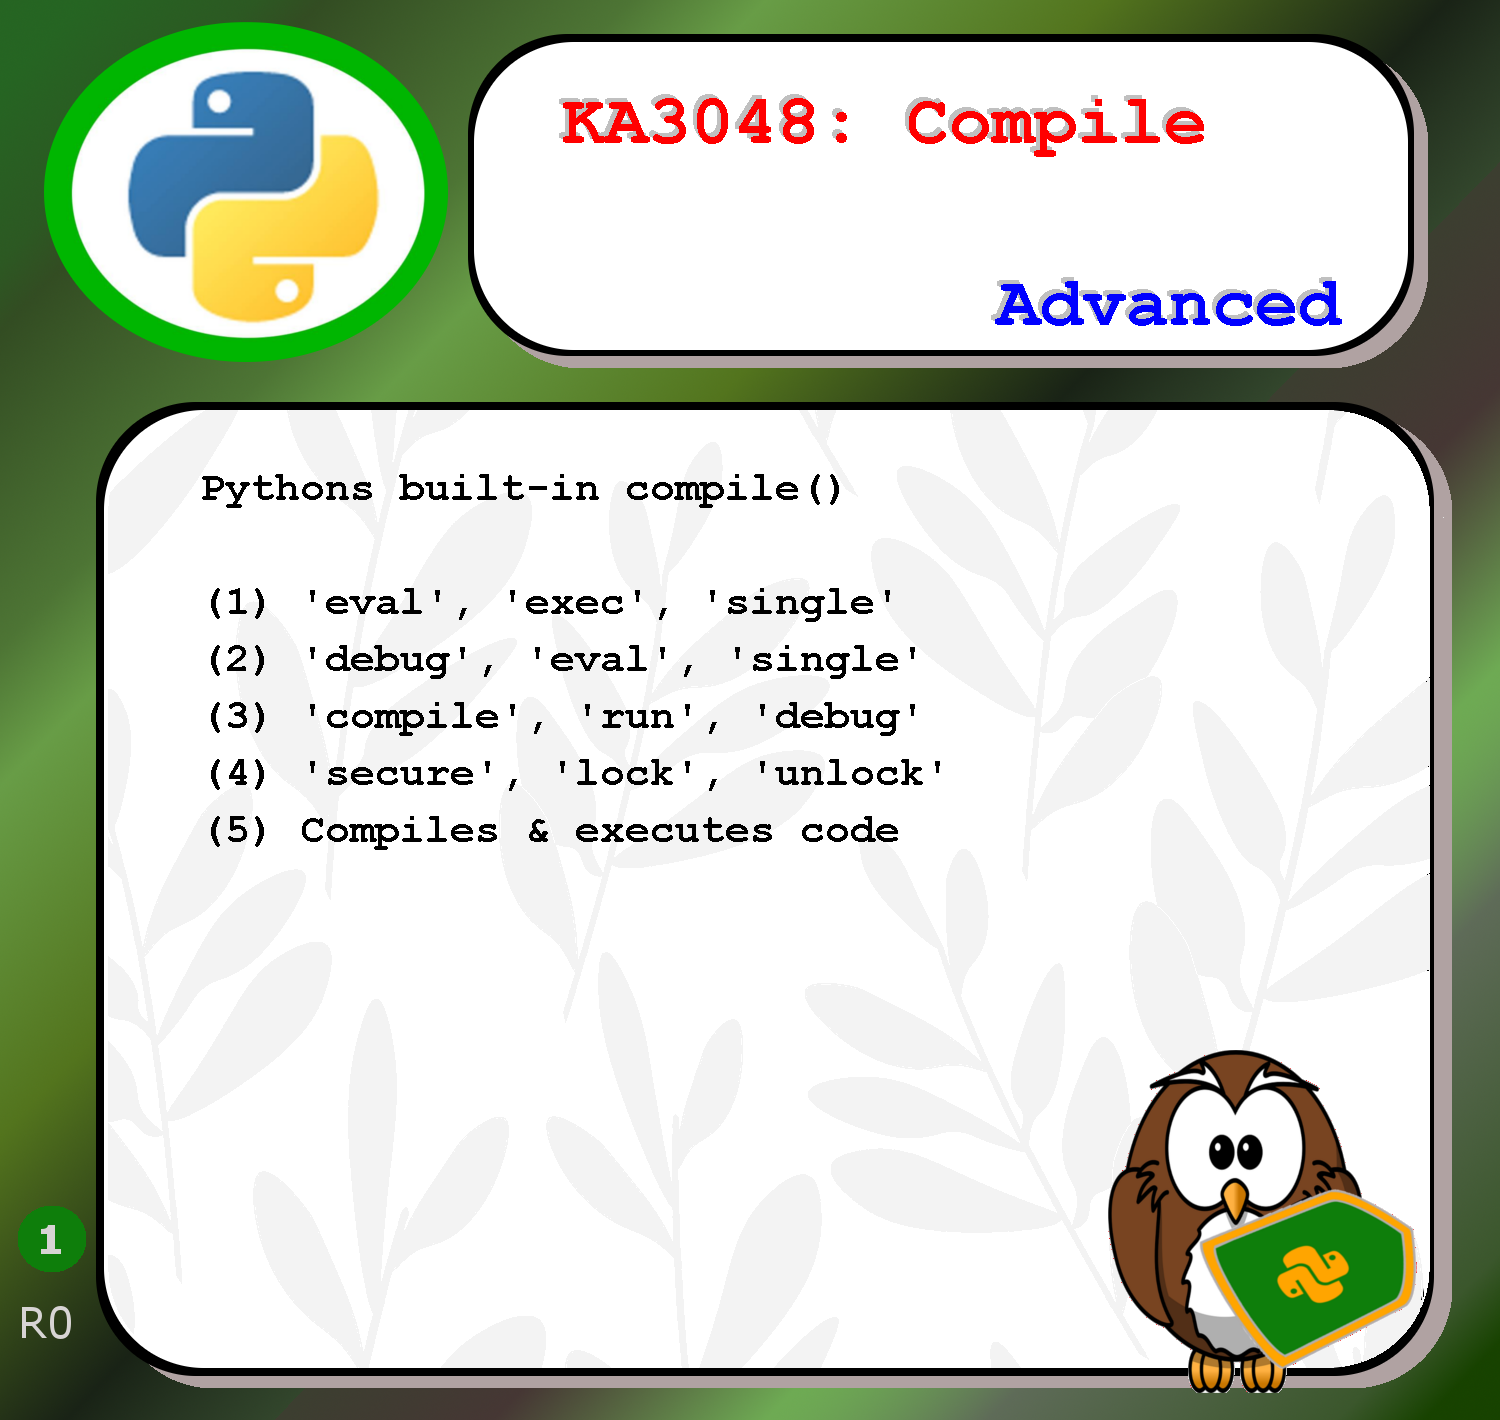 KA3048: Compile
Advanced
Pythons built-in compile()
(1) 'eval', 'exec', 'single'
(2) 'debug', 'eval', 'single'
(3) 'compile', 'run', 'debug'
(4) 'secure', 'lock', 'unlock'
(5) Compiles & executes code
1
R0